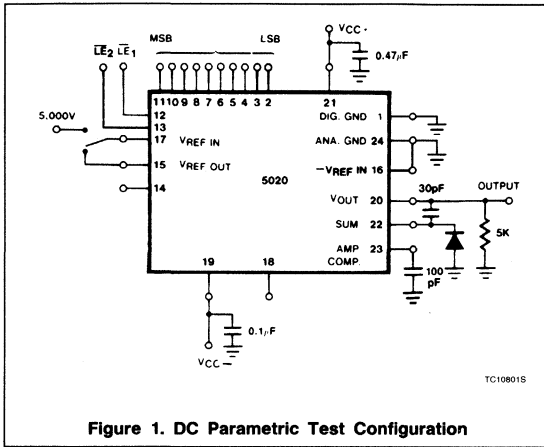 LE2 LE1 MSB LSB VCC+
0.47μF
11 10 9 8 7 6 5 4 3 2 21
12
13
DIG. GND 1
5.000V
17 VREF IN
ANA. GND 24
15 VREF OUT
−VREF IN 16
14
5020
30pF
VOUT 20
OUTPUT
SUM 22
5K
AMP 23
COMP.
19 18
100
pF
0.1μF
VCC −
TC10801S
Figure 1. DC Parametric Test Configuration